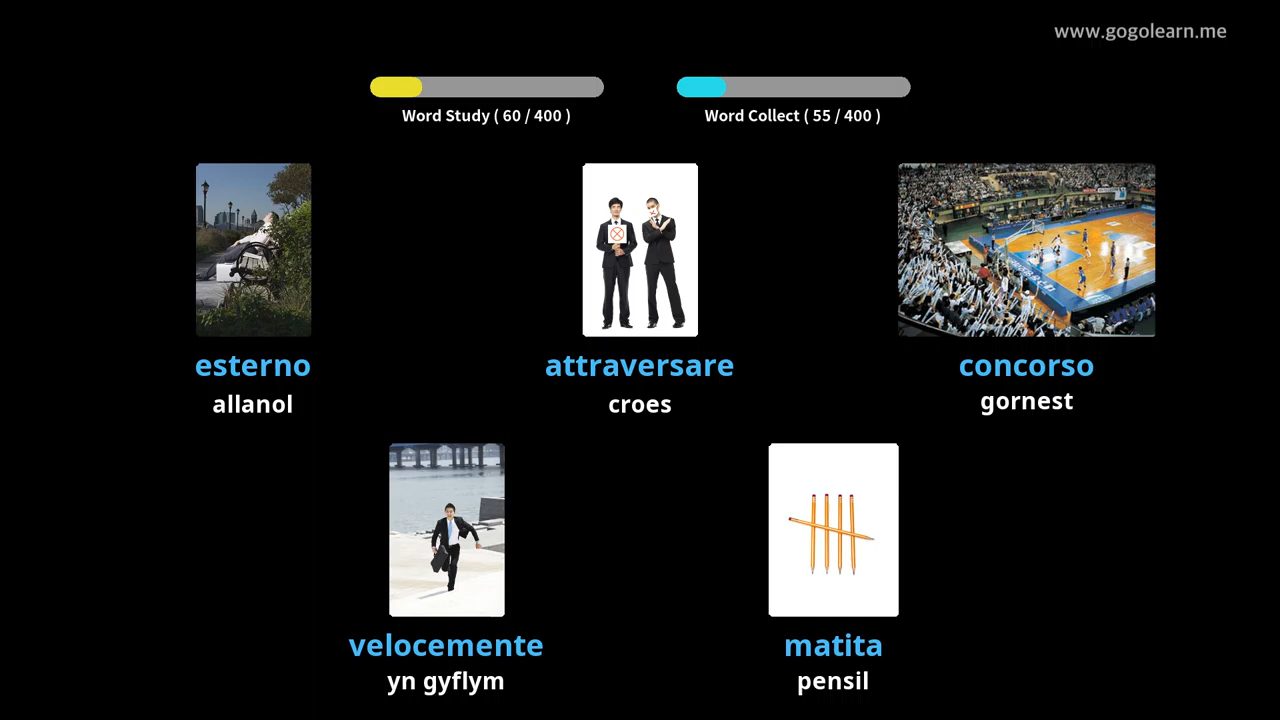 www.gogolearn.me
Word Study ( 60 / 400 )
Word Collect ( 55 / 400 )
esterno
allanol
attraversare
croes
concorso
gornest
velocemente
yn gyflym
matita
pensil